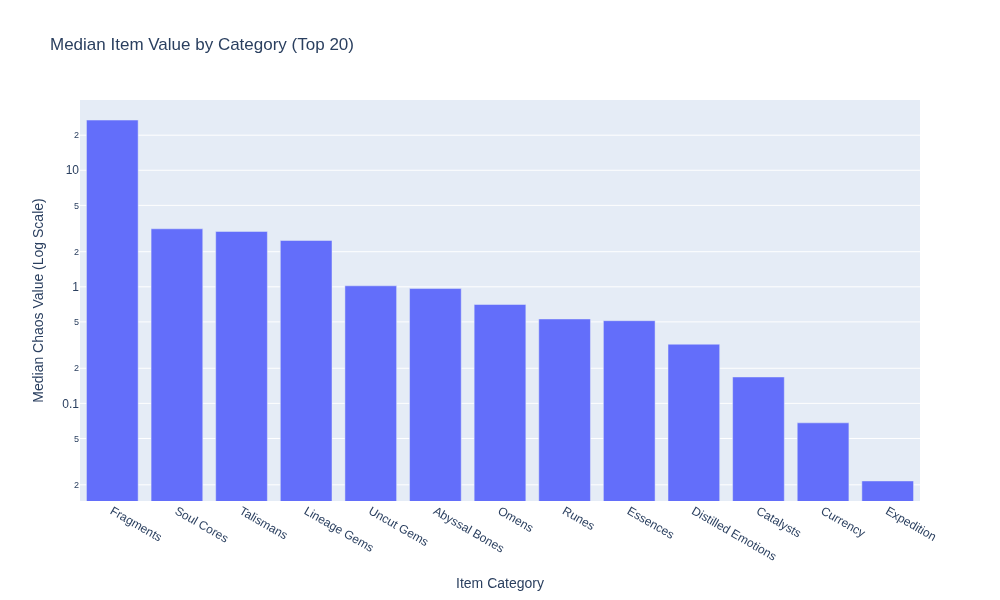 Median Item Value by Category (Top 20)
Median Chaos Value (Log Scale)
2
10
5
2
1
5
2
0.1
5
2
Fragments
Soul Cores
Talismans
Lineage Gems
Uncut Gems
Abyssal Bones
Omens
Runes
Essences
Distilled Emotions
Catalysts
Currency
Expedition
Item Category